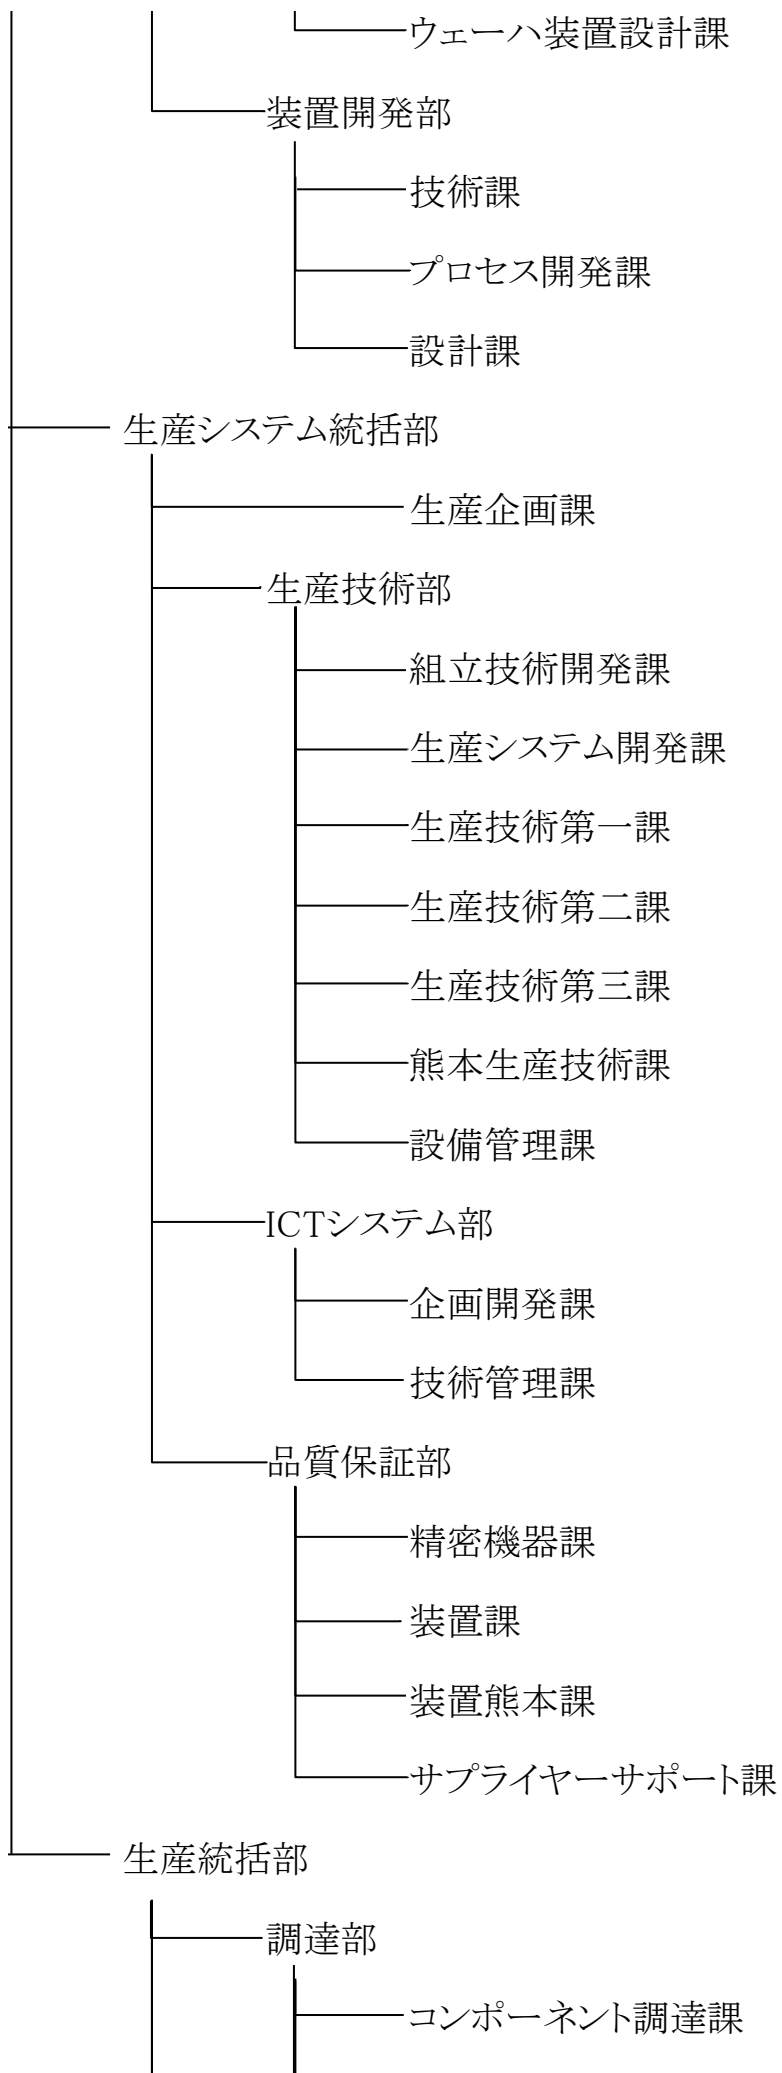 ウェーハ装置設計課
装置開発部
技術課
プロセス開発課
設計課
生産システム統括部
生産企画課
生産技術部
組立技術開発課
生産システム開発課
生産技術第一課
生産技術第二課
生産技術第三課
熊本生産技術課
設備管理課
ICTシステム部
企画開発課
技術管理課
品質保証部
精密機器課
装置課
装置熊本課
サプライヤーサポート課
生産統括部
調達部
コンポーネント調達課